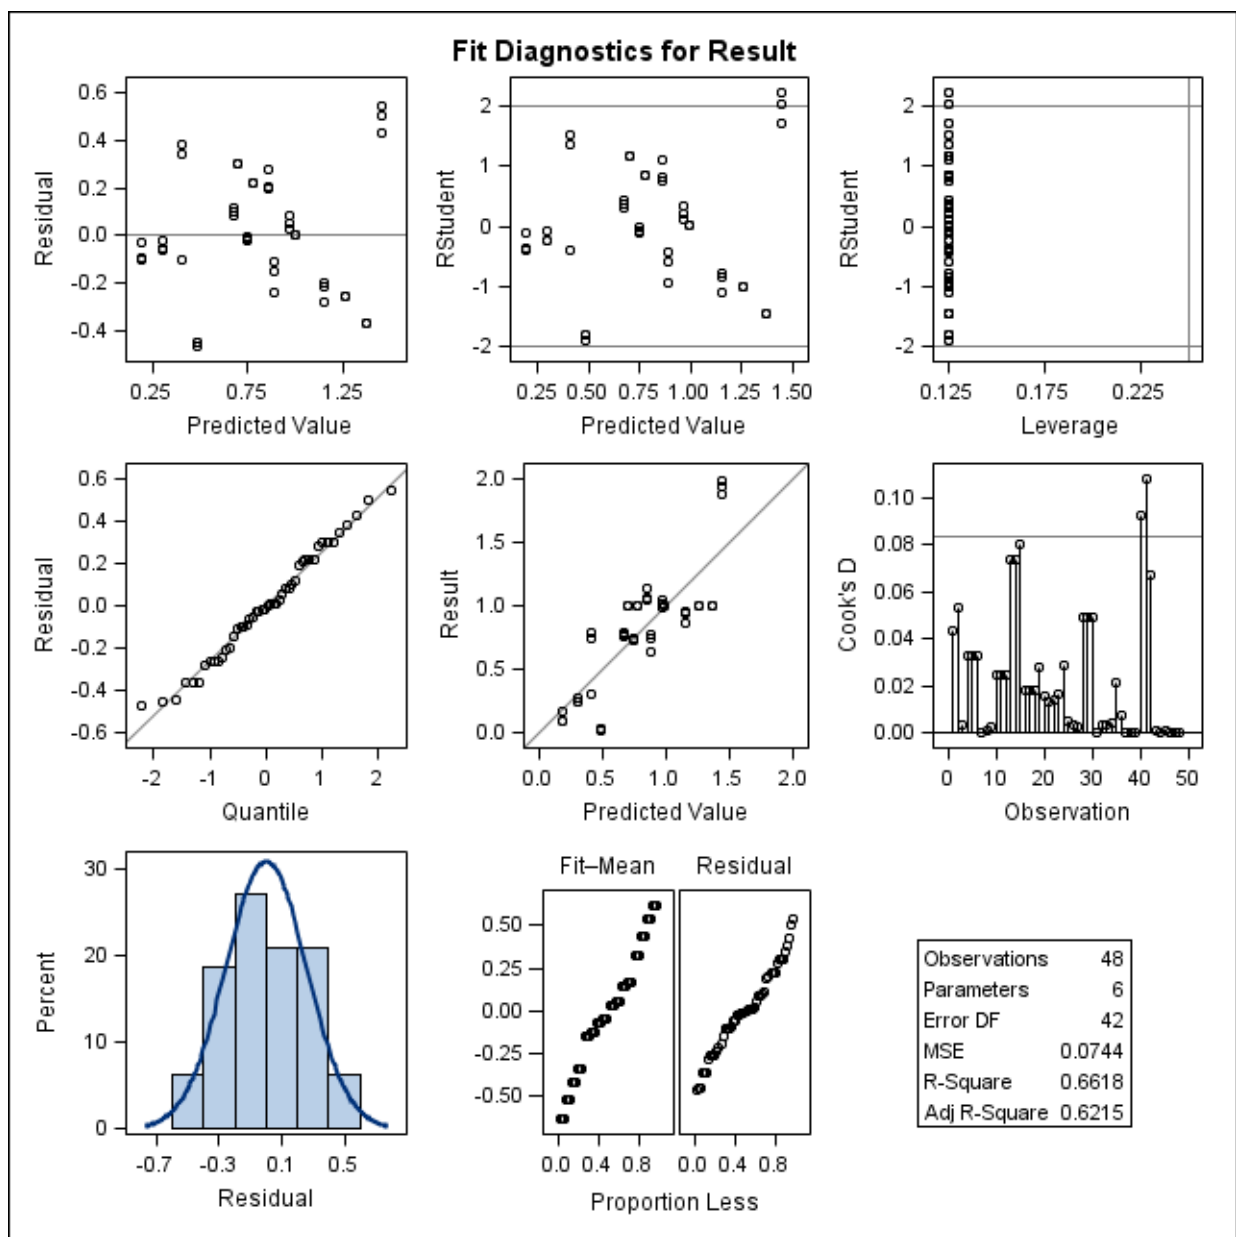 Fit Diagnostics for Result
0.6
0.4
0.2
0.0
-0.2
-0.4
Residual
0.25 0.75 1.25
Predicted Value
2
1
0
-1
-2
RStudent
0.25 0.50 0.75 1.00 1.25 1.50
Predicted Value
2
1
0
-1
-2
RStudent
0.125 0.175 0.225
Leverage
0.6
0.4
0.2
0.0
-0.2
-0.4
-0.6
Residual
-2 -1 0 1 2
Quantile
2.0
1.5
1.0
0.5
0.0
Result
0.0 0.5 1.0 1.5 2.0
Predicted Value
0.10
0.08
0.06
0.04
0.02
0.00
Cook's D
0 10 20 30 40 50
Observation
30
20
10
0
Percent
-0.7 -0.3 0.1 0.5
Residual
Fit–Mean Residual
0.50
0.25
0.00
-0.25
-0.50
0.0 0.4 0.8 0.0 0.4 0.8
Proportion Less
Observations 48
Parameters 6
Error DF 42
MSE 0.0744
R-Square 0.6618
Adj R-Square 0.6215